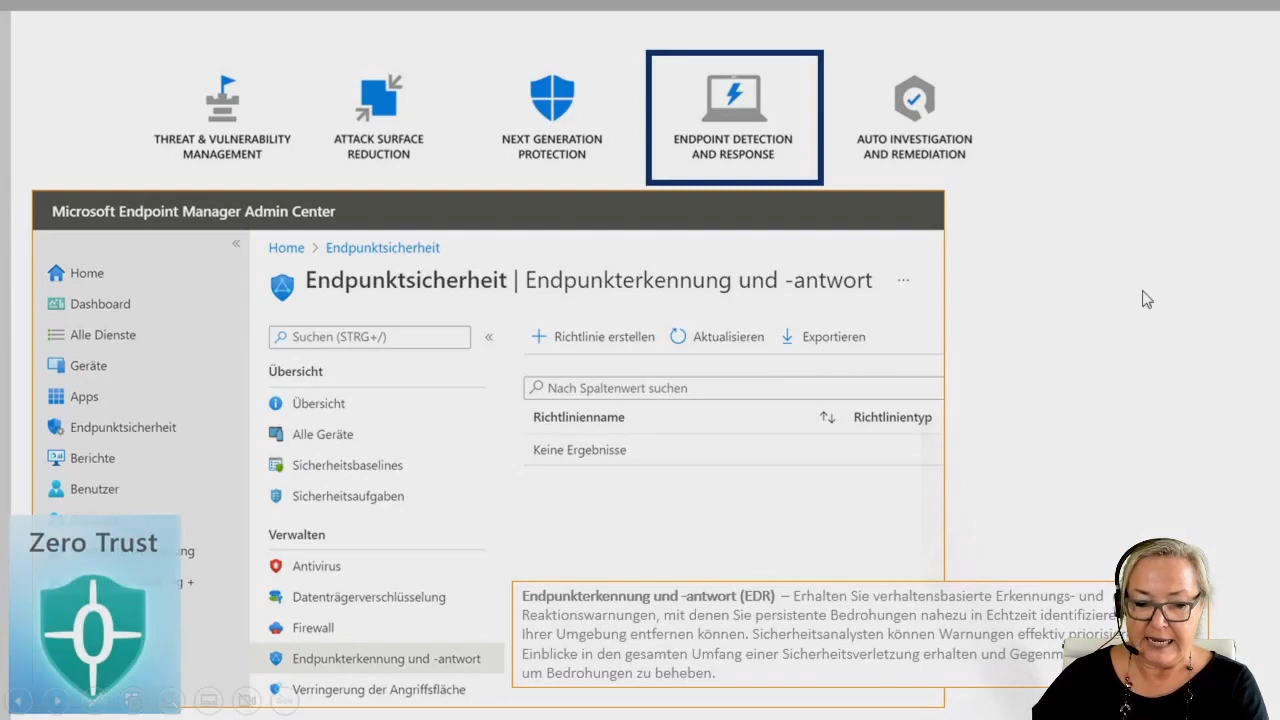 THREAT & VULNERABILITY
MANAGEMENT
ATTACK SURFACE
REDUCTION
NEXT GENERATION
PROTECTION
ENDPOINT DETECTION
AND RESPONSE
AUTO INVESTIGATION
AND REMEDIATION
Microsoft Endpoint Manager Admin Center
«
Home
Dashboard
Alle Dienste
Geräte
Apps
Endpunktsicherheit
Berichte
Benutzer
ng
g +
Zero Trust
Home > Endpunktsicherheit
Endpunktsicherheit | Endpunkterkennung und -antwort ...
Suchen (STRG+/) «
Übersicht
Übersicht
Alle Geräte
Sicherheitsbaselines
Sicherheitsaufgaben
Verwalten
Antivirus
Datenträgerverschlüsselung
Firewall
Endpunkterkennung und -antwort
Verringerung der Angriffsfläche
+ Richtlinie erstellen Aktualisieren Exportieren
Nach Spaltenwert suchen
Richtlinienname ↑↓ Richtlinientyp
Keine Ergebnisse
Endpunkterkennung und -antwort (EDR) – Erhalten Sie verhaltensbasierte Erkennungs- und
Reaktionswarnungen, mit denen Sie persistente Bedrohungen nahezu in Echtzeit identifiziere
Ihrer Umgebung entfernen können. Sicherheitsanalysten können Warnungen effektiv priorisie
Einblicke in den gesamten Umfang einer Sicherheitsverletzung erhalten und Gegenm
um Bedrohungen zu beheben.